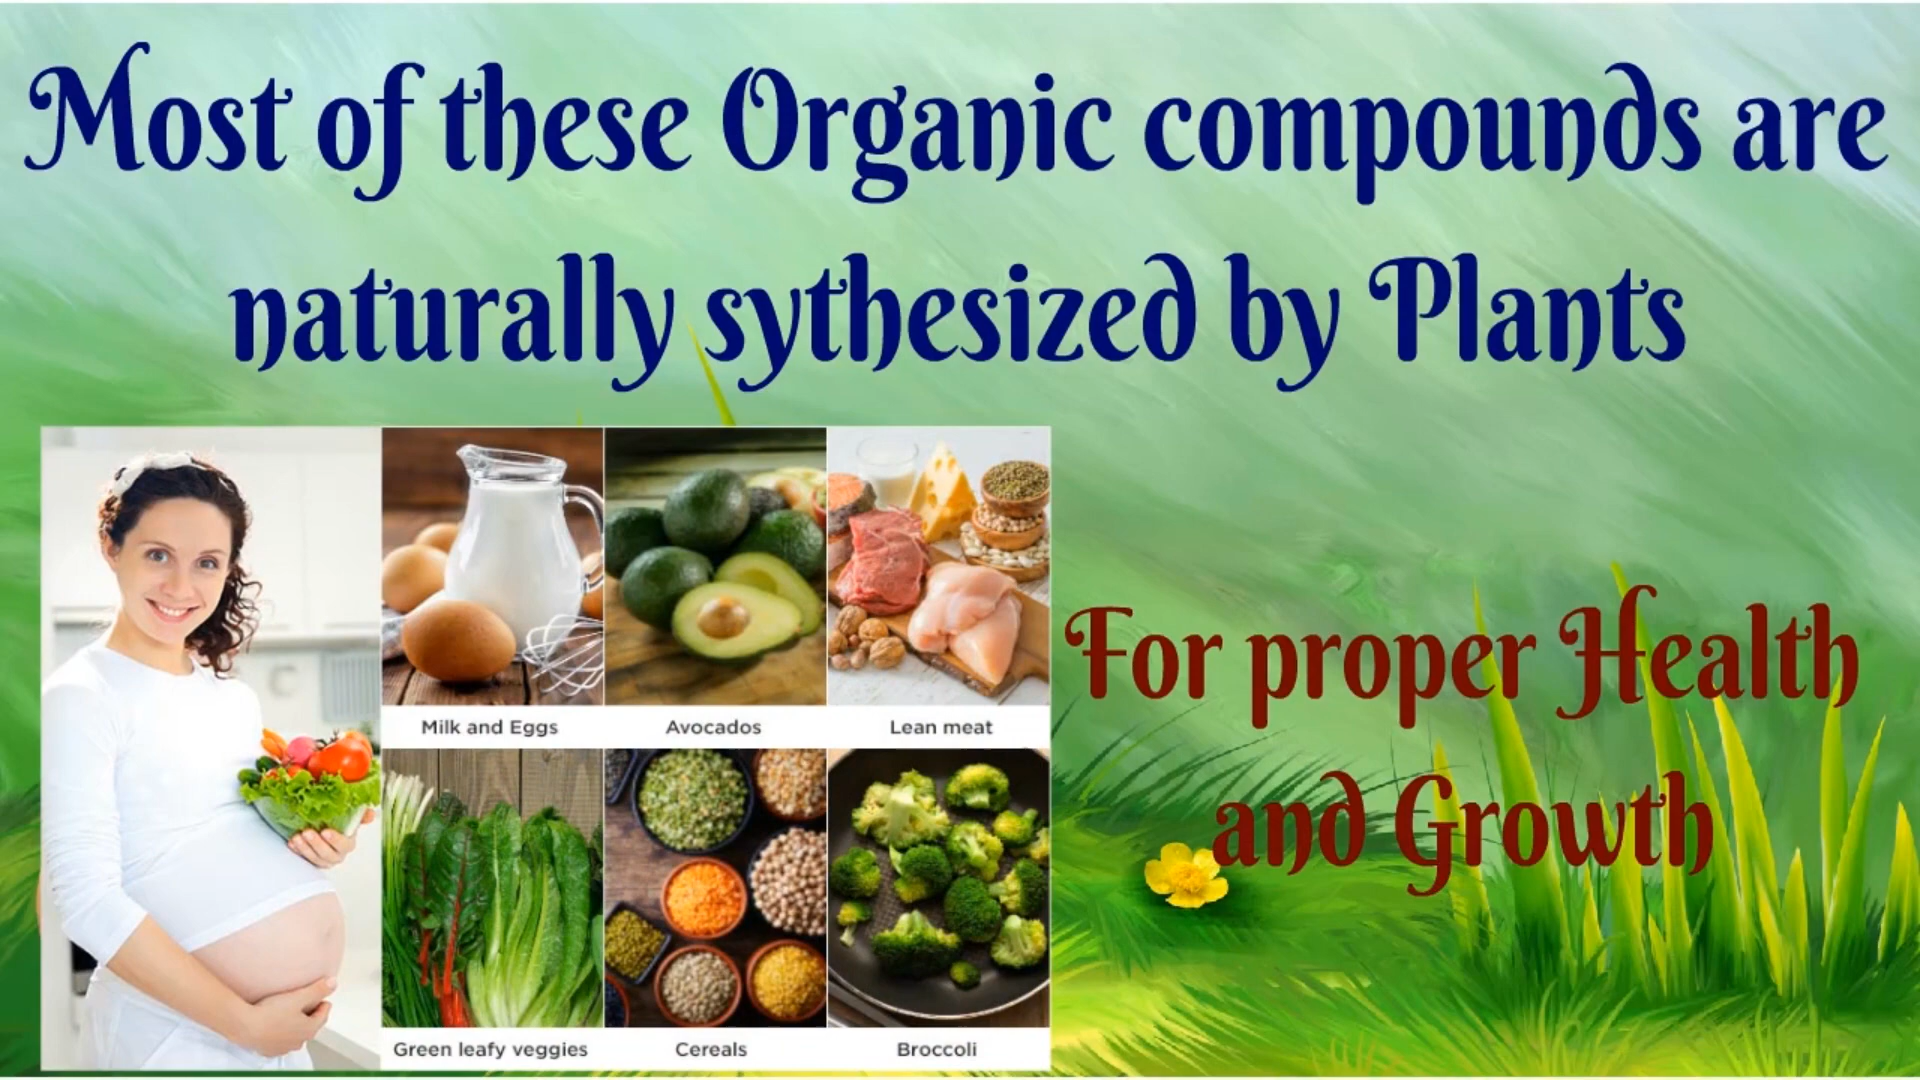 Most of these Organic compounds are
naturally sythesized by Plants
Milk and Eggs
Avocados
Lean meat
Green leafy veggies
Cereals
Broccoli
For proper Health
and Growth